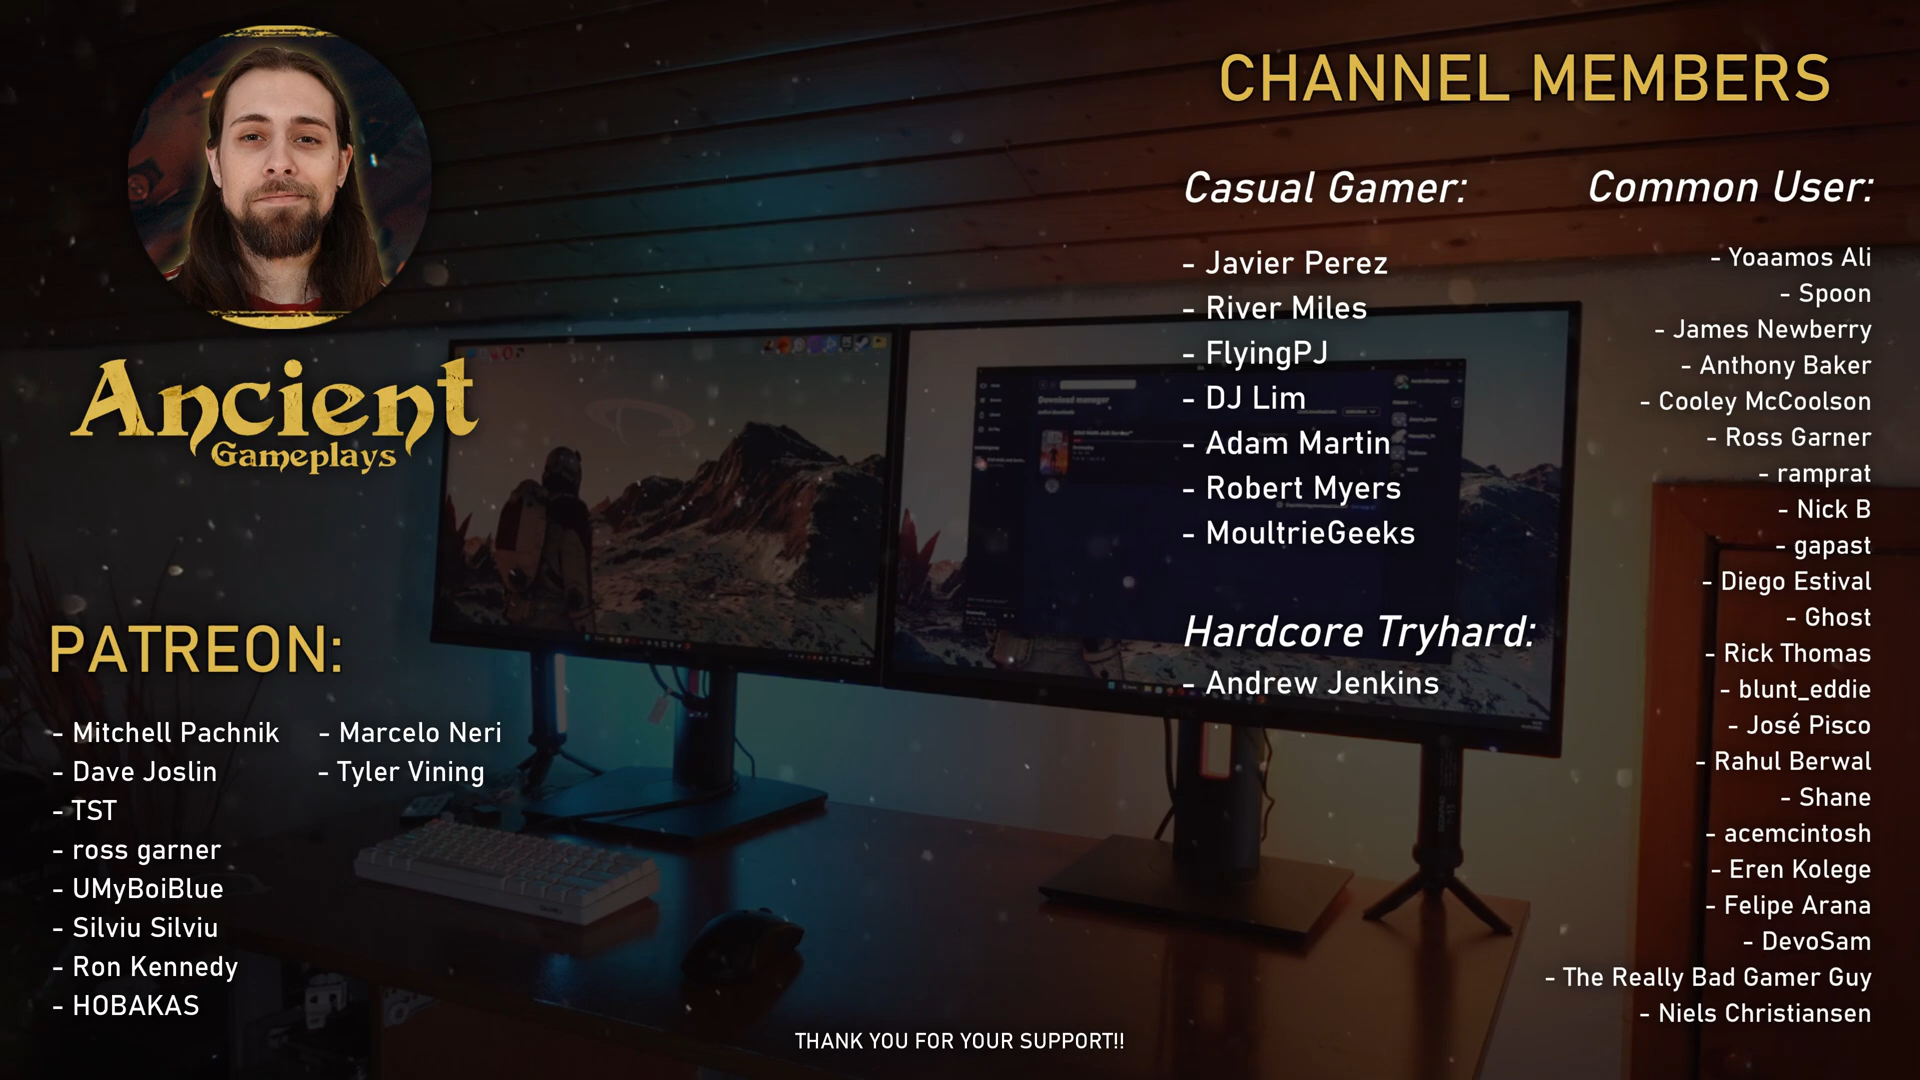 Ancient
Gameplays
PATREON:
- Mitchell Pachnik
- Dave Joslin
- TST
- ross garner
- UMyBoiBlue
- Silviu Silviu
- Ron Kennedy
- HOBAKAS
- Marcelo Neri
- Tyler Vining
CHANNEL MEMBERS
Casual Gamer:
- Javier Perez
- River Miles
- FlyingPJ
- DJ Lim
- Adam Martin
- Robert Myers
- MoultrieGeeks
Hardcore Tryhard:
- Andrew Jenkins
Common User:
- Yoaamos Ali
- Spoon
- James Newberry
- Anthony Baker
- Cooley McCoolson
- Ross Garner
- ramprat
- Nick B
- gapast
- Diego Estival
- Ghost
- Rick Thomas
- blunt_eddie
- José Pisco
- Rahul Berwal
- Shane
- acemcintosh
- Eren Kolege
- Felipe Arana
- DevoSam
- The Really Bad Gamer Guy
- Niels Christiansen
Download manager
THANK YOU FOR YOUR SUPPORT!!